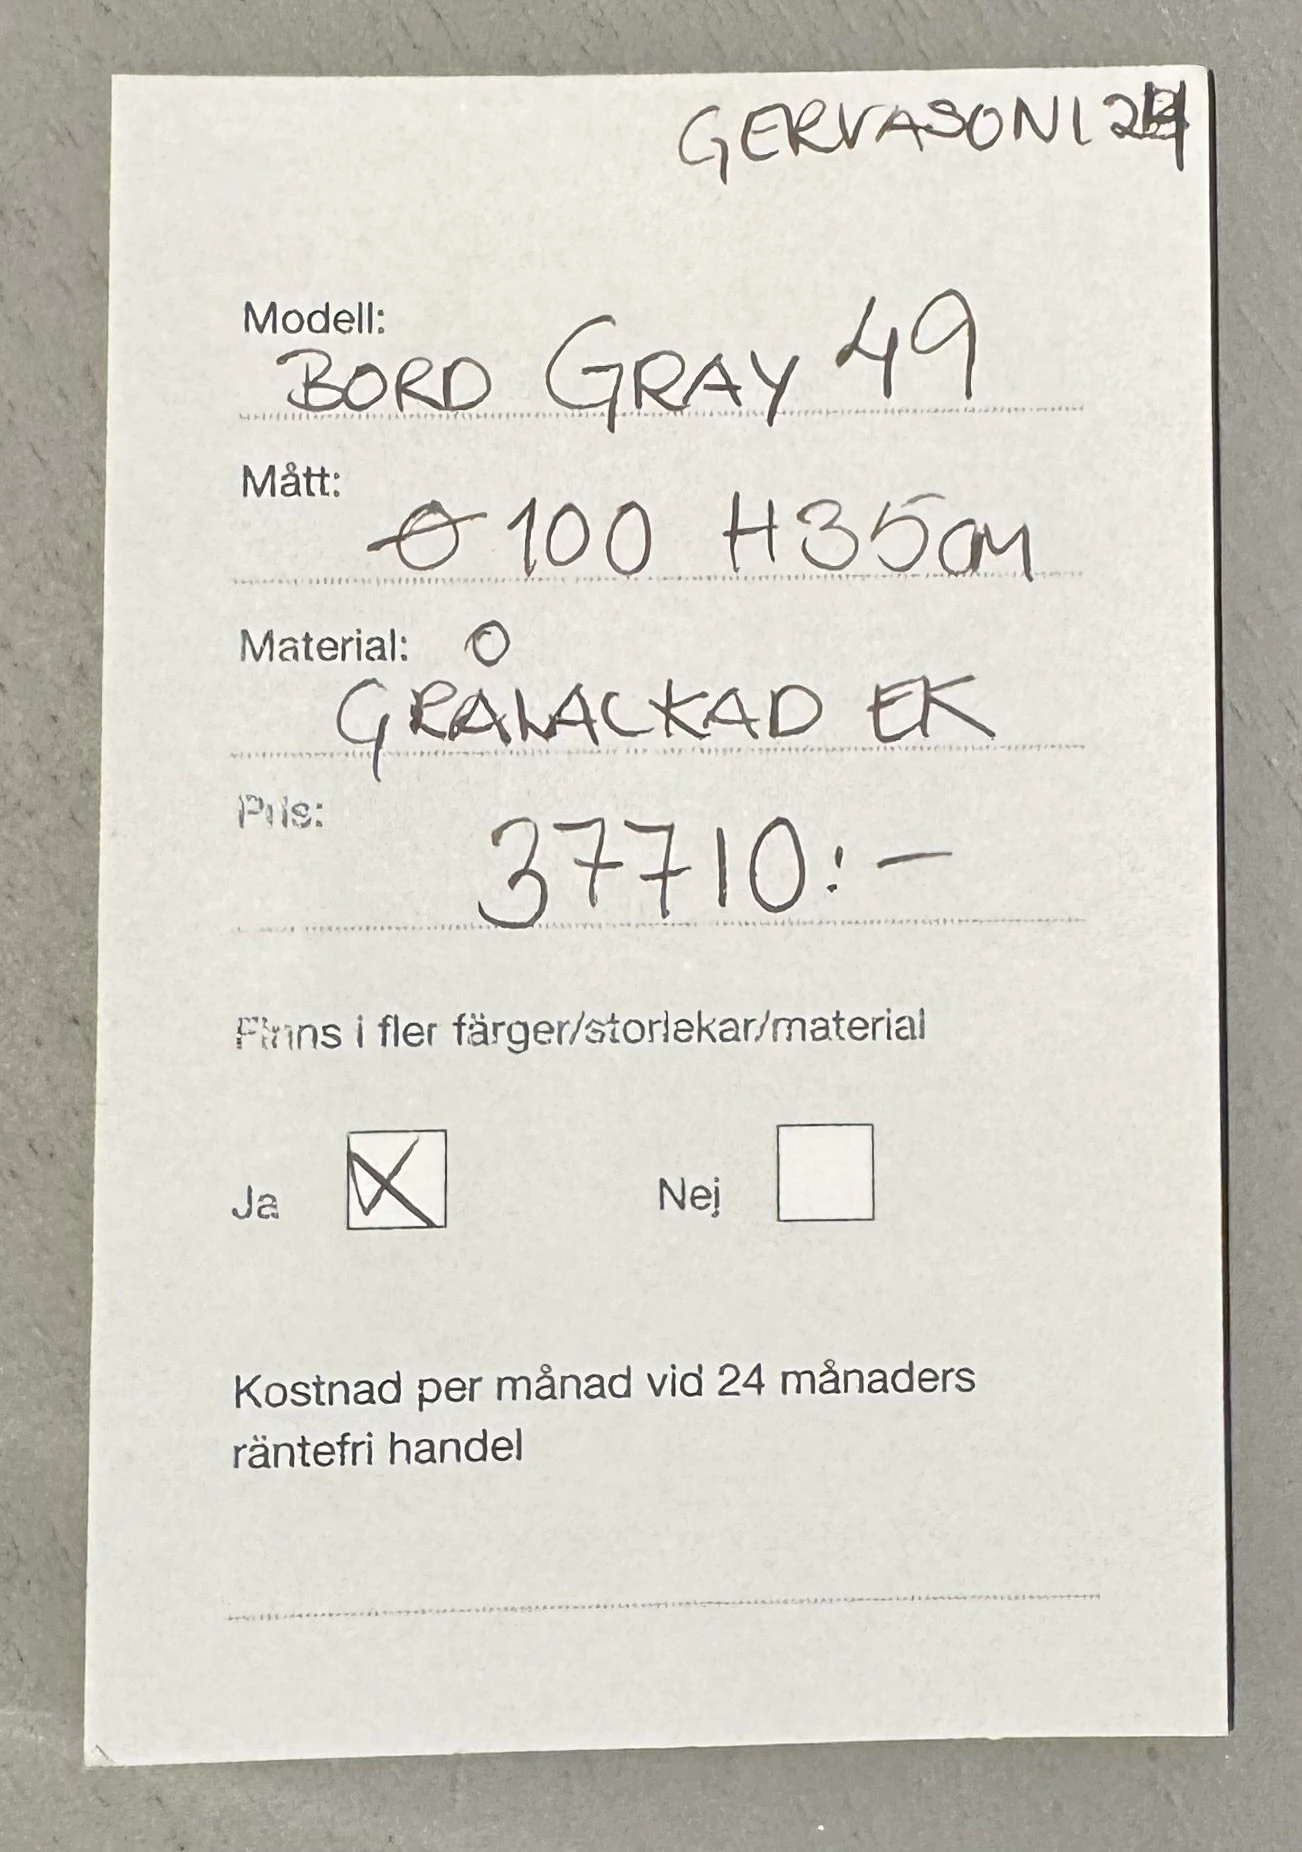 GERVASONI 24
Modell:
BORD GRAY 49
Mått:
Ø 100 H35cm
Material:
GRÅLACKAD EK
Pris:
37710:-
Finns i fler färger/storlekar/material
Ja
Nej
Kostnad per månad vid 24 månaders
räntefri handel